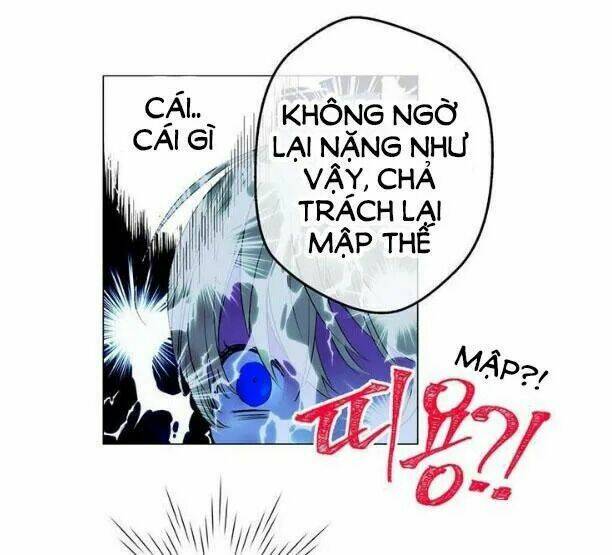 CÁI..
CÁI GÌ
KHÔNG NGỜ
LẠI NẶNG NHƯ
VẬY, CHẢ
TRÁCH LẠI
MẬP THẾ
MẬP?!
띠용?!